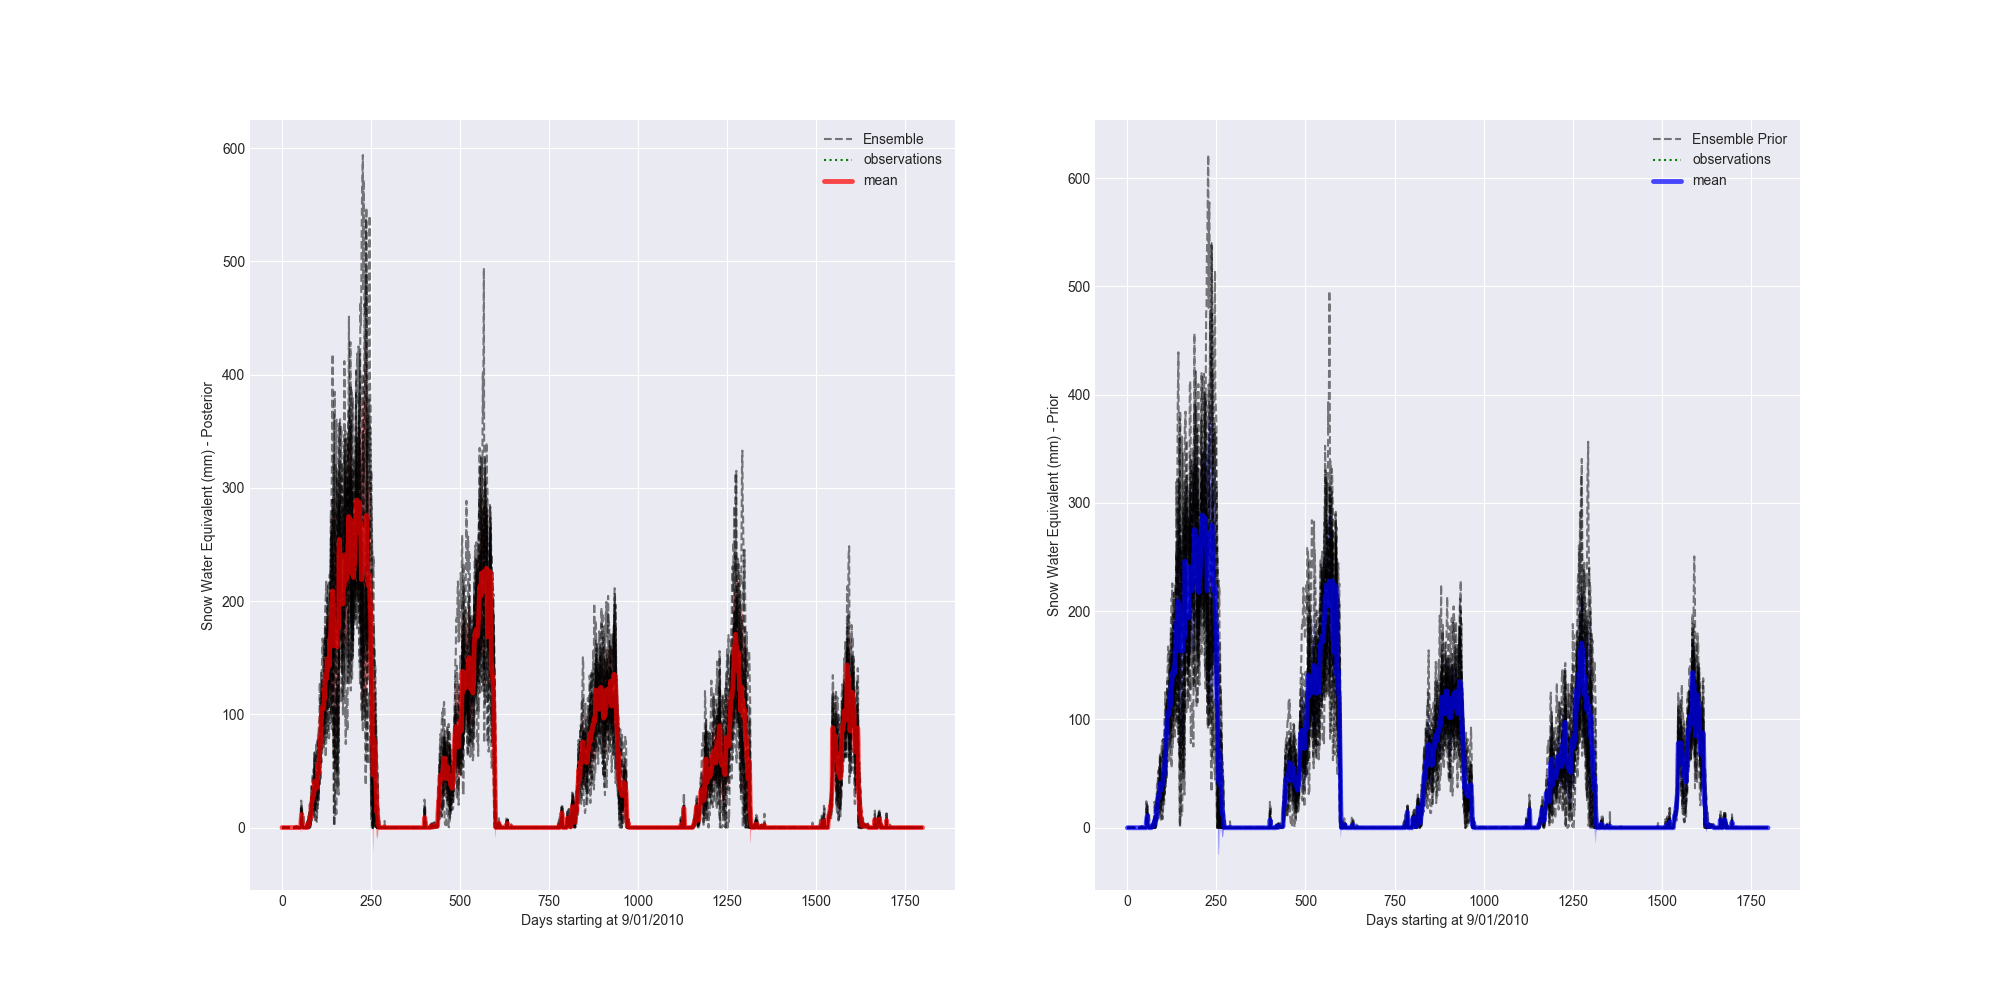 Ensemble
observations
mean
600
500
400
300
200
100
0
Snow Water Equivalent (mm) - Posterior
0 250 500 750 1000 1250 1500 1750
Days starting at 9/01/2010
Ensemble Prior
observations
mean
600
500
400
300
200
100
0
Snow Water Equivalent (mm) - Prior
0 250 500 750 1000 1250 1500 1750
Days starting at 9/01/2010